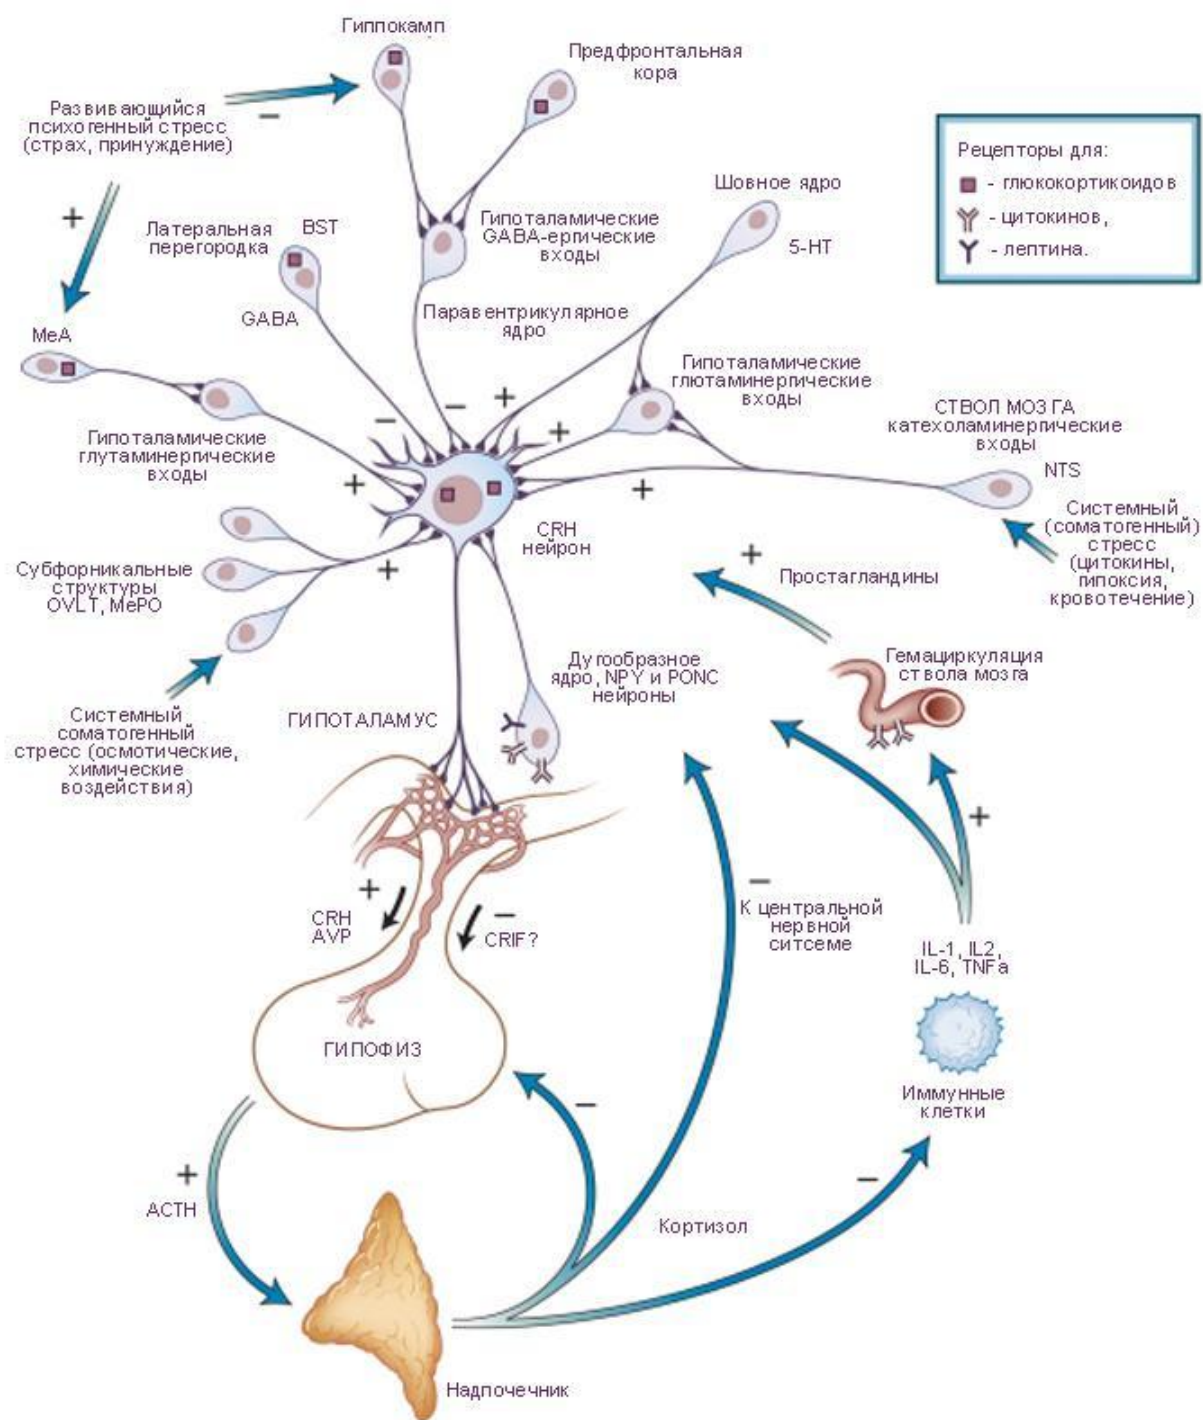 Гиппокамп
Предфронтальная
кора
Развивающийся
психогенный стресс
(страх, принуждение)
−
+
Рецепторы для:
- глюкокортикоидов
- цитокинов,
- лептина.
Шовное ядро
5-HT
Латеральная
перегородка
BST
GABA
Гипоталамические
GABA-ергические
входы
Паравентрикулярное
ядро
MeA
Гипоталамические
глютаминергические
входы
СТВОЛ МОЗГА
катехоламинергические
входы
NTS
Гипоталамические
глутаминергические
входы
−
−
+
+
+
+
+
CRH
нейрон
Системный
(соматогенный)
стресс
(цитокины,
гипоксия,
кровотечение)
Субфорникальные
структуры
OVLT, MePO
+
Простагландины
Гемациркуляция
ствола мозга
Дугообразное
ядро, NPY и PONC
нейроны
Системный
соматогенный
стресс (осмотические,
химические
воздействия)
ГИПОТАЛАМУС
+
+
CRH
AVP
−
CRIF?
−
К центральной
нервной
ситсеме
IL-1, IL2,
IL-6, TNFa
ГИПОФИЗ
Иммунные
клетки
−
+
ACTH
−
Кортизол
Надпочечник